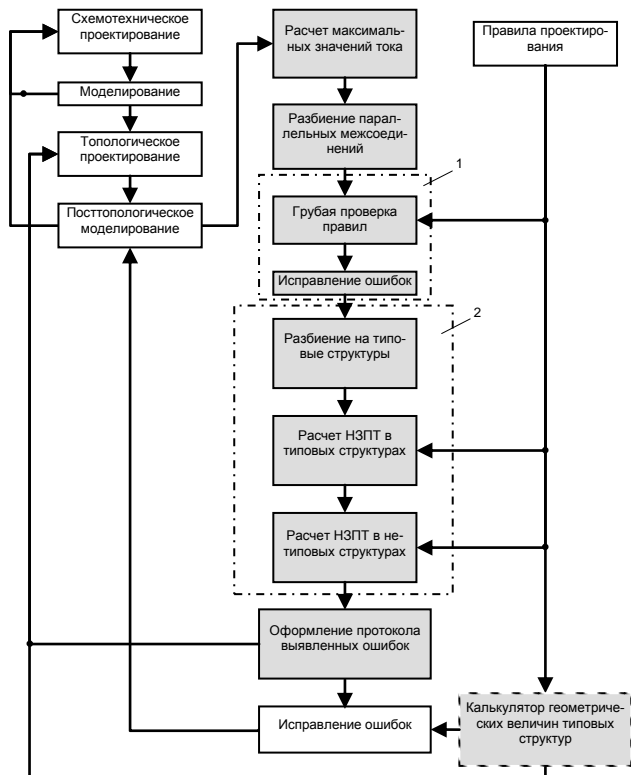 Схемотехническое
проектирование
Моделирование
Топологическое
проектирование
Посттопологическое
моделирование
Расчет максималь-
ных значений тока
Разбиение парал-
лельных межсоеди-
нений
1
Грубая проверка
правил
Исправление ошибок
2
Разбиение на типо-
вые структуры
Расчет НЗПТ в
типовых структурах
Расчет НЗПТ в не-
типовых структурах
Оформление протокола
выявленных ошибок
Исправление ошибок
Правила проектиро-
вания
Калькулятор геометриче-
ских величин типовых
структур